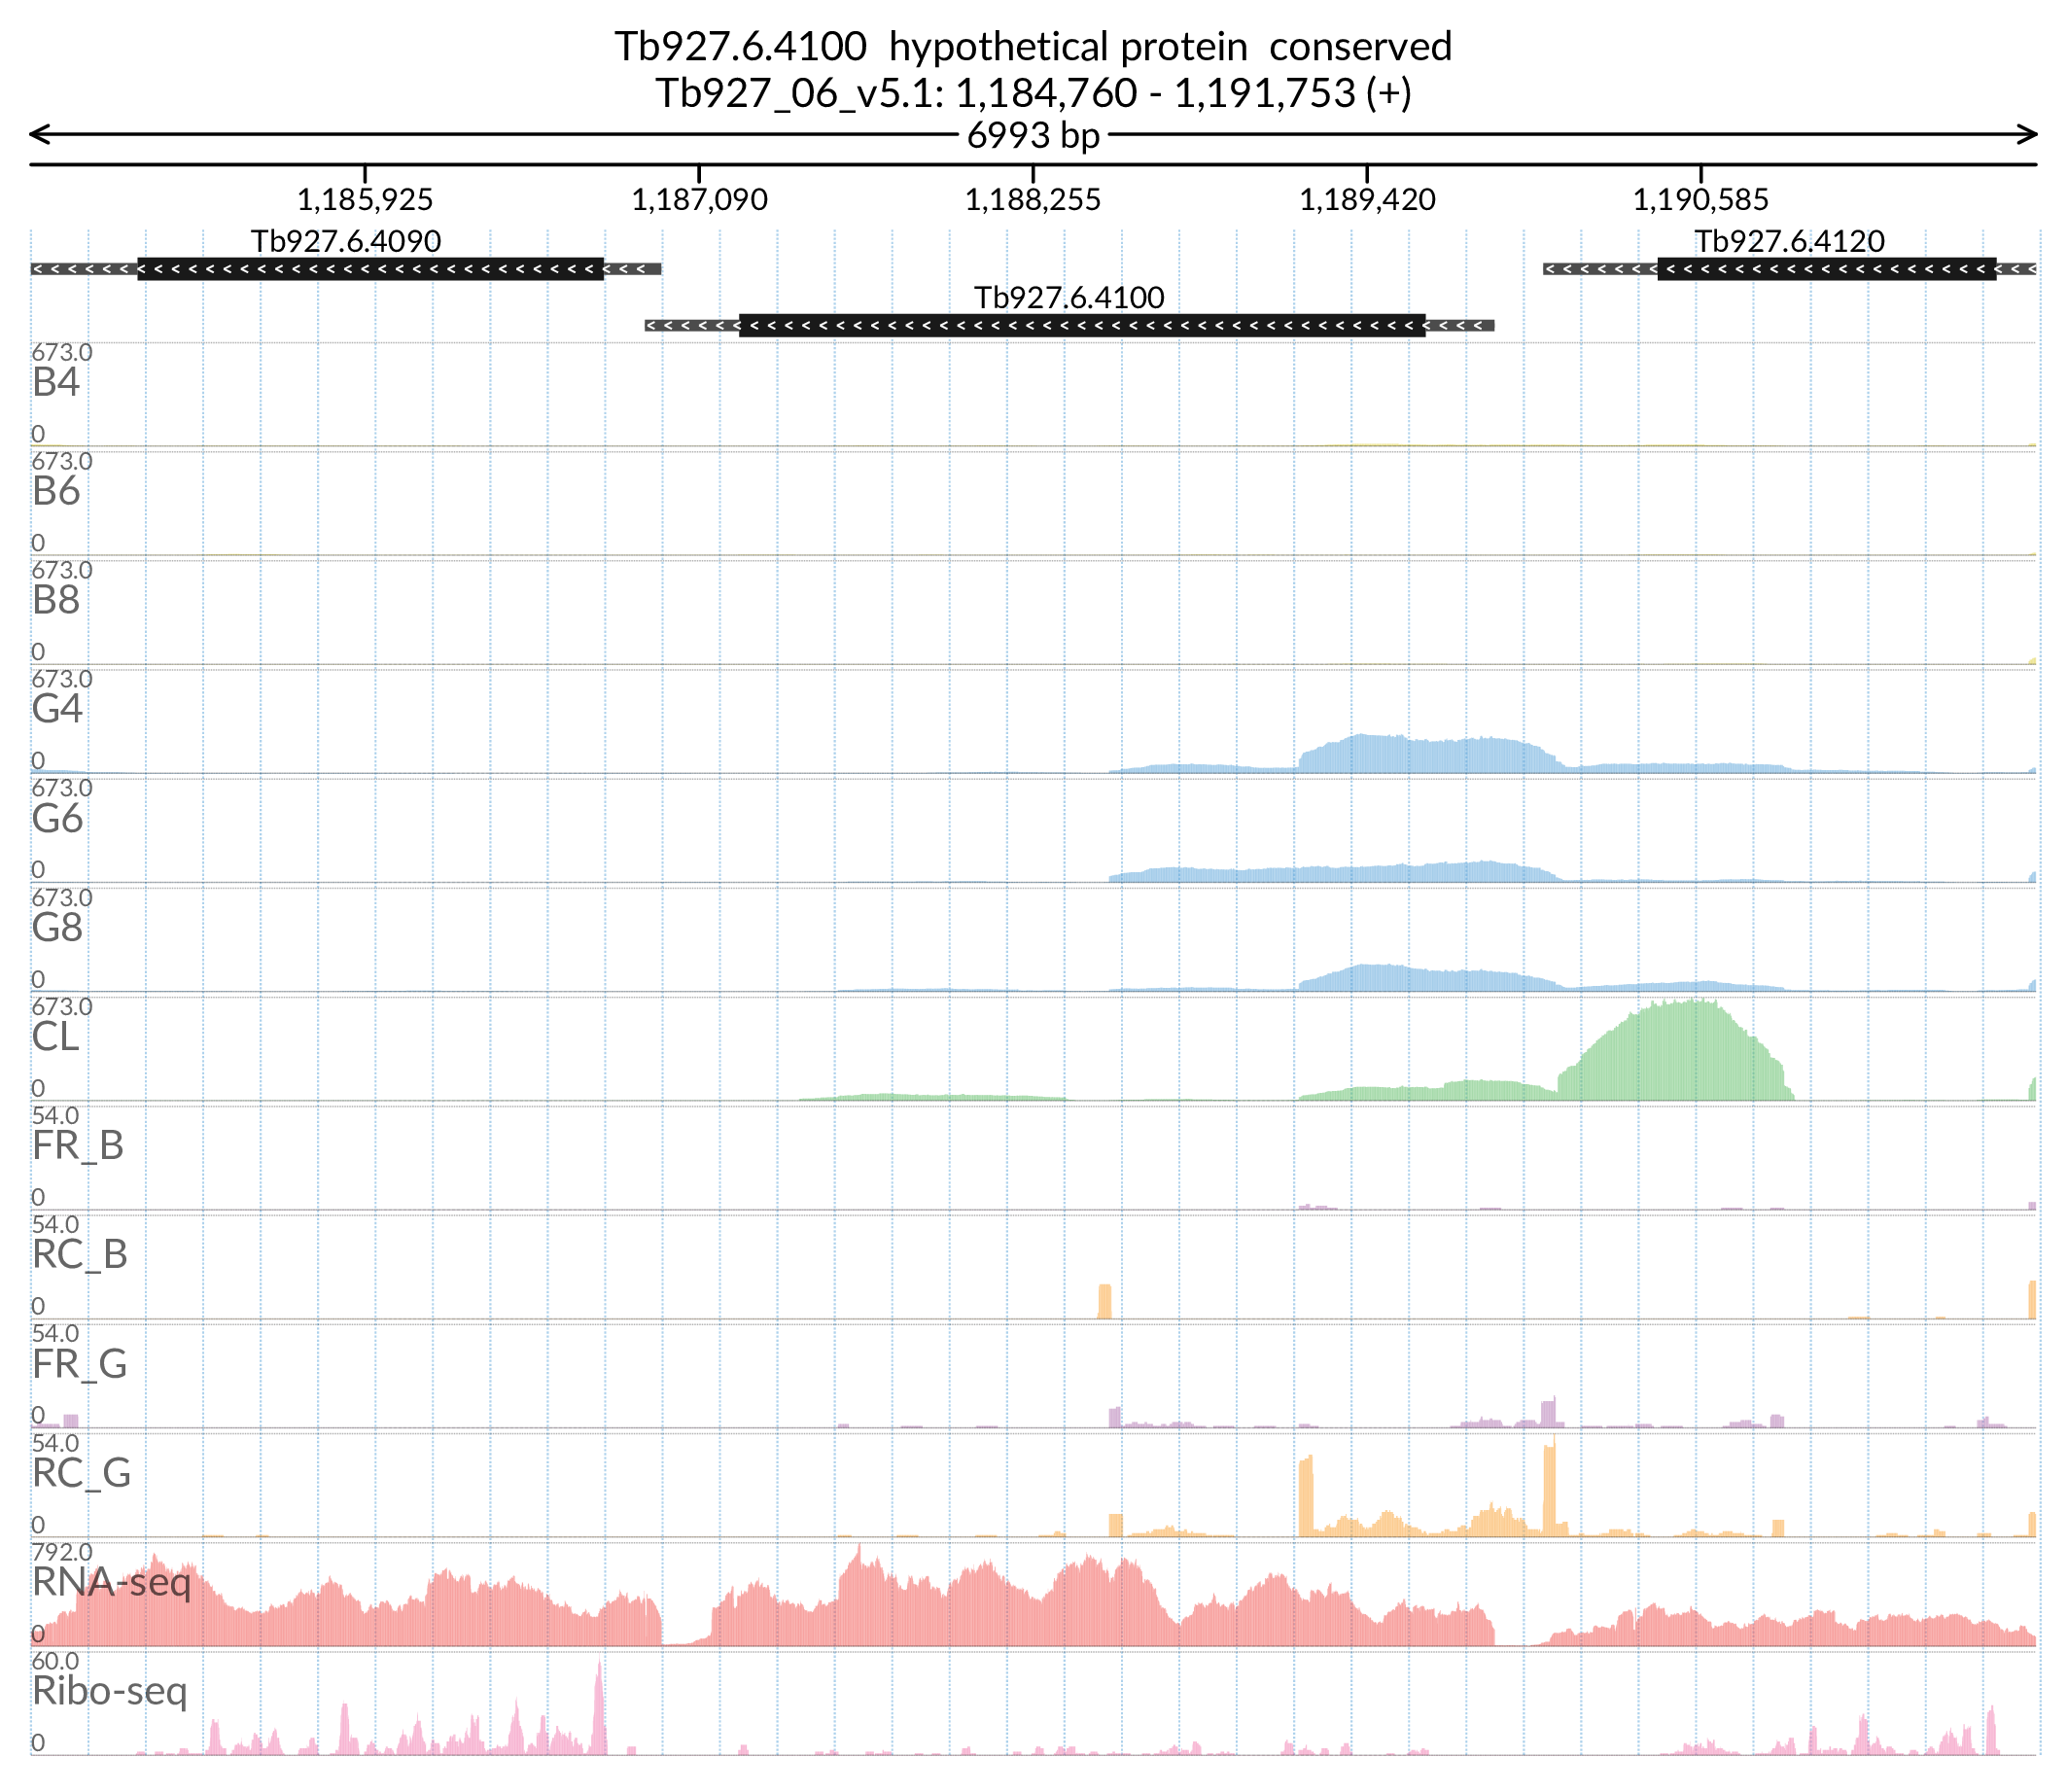 Tb927.6.4100  hypothetical protein  conserved
Tb927_06_v5.1: 1,184,760 - 1,191,753 (+)
6993 bp
1,185,925 1,187,090 1,188,255 1,189,420 1,190,585
Tb927.6.4090 Tb927.6.4120
Tb927.6.4100
673.0
B4
0
673.0
B6
0
673.0
B8
0
673.0
G4
0
673.0
G6
0
673.0
G8
0
673.0
CL
0
54.0
FR_B
0
54.0
RC_B
0
54.0
FR_G
0
54.0
RC_G
0
792.0
RNA-seq
0
60.0
Ribo-seq
0